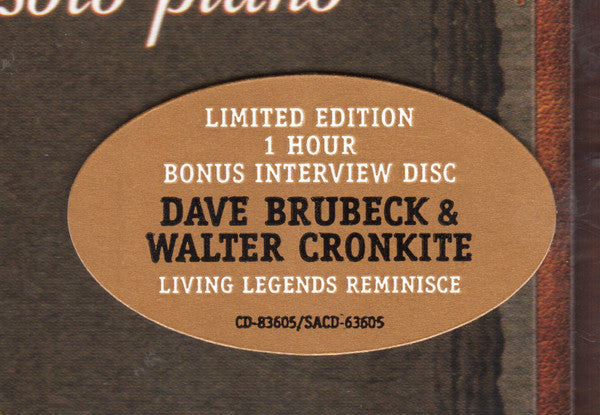 solo piano
LIMITED EDITION
1 HOUR
BONUS INTERVIEW DISC
DAVE BRUBECK &
WALTER CRONKITE
LIVING LEGENDS REMINISCE
CD-83605/SACD-63605